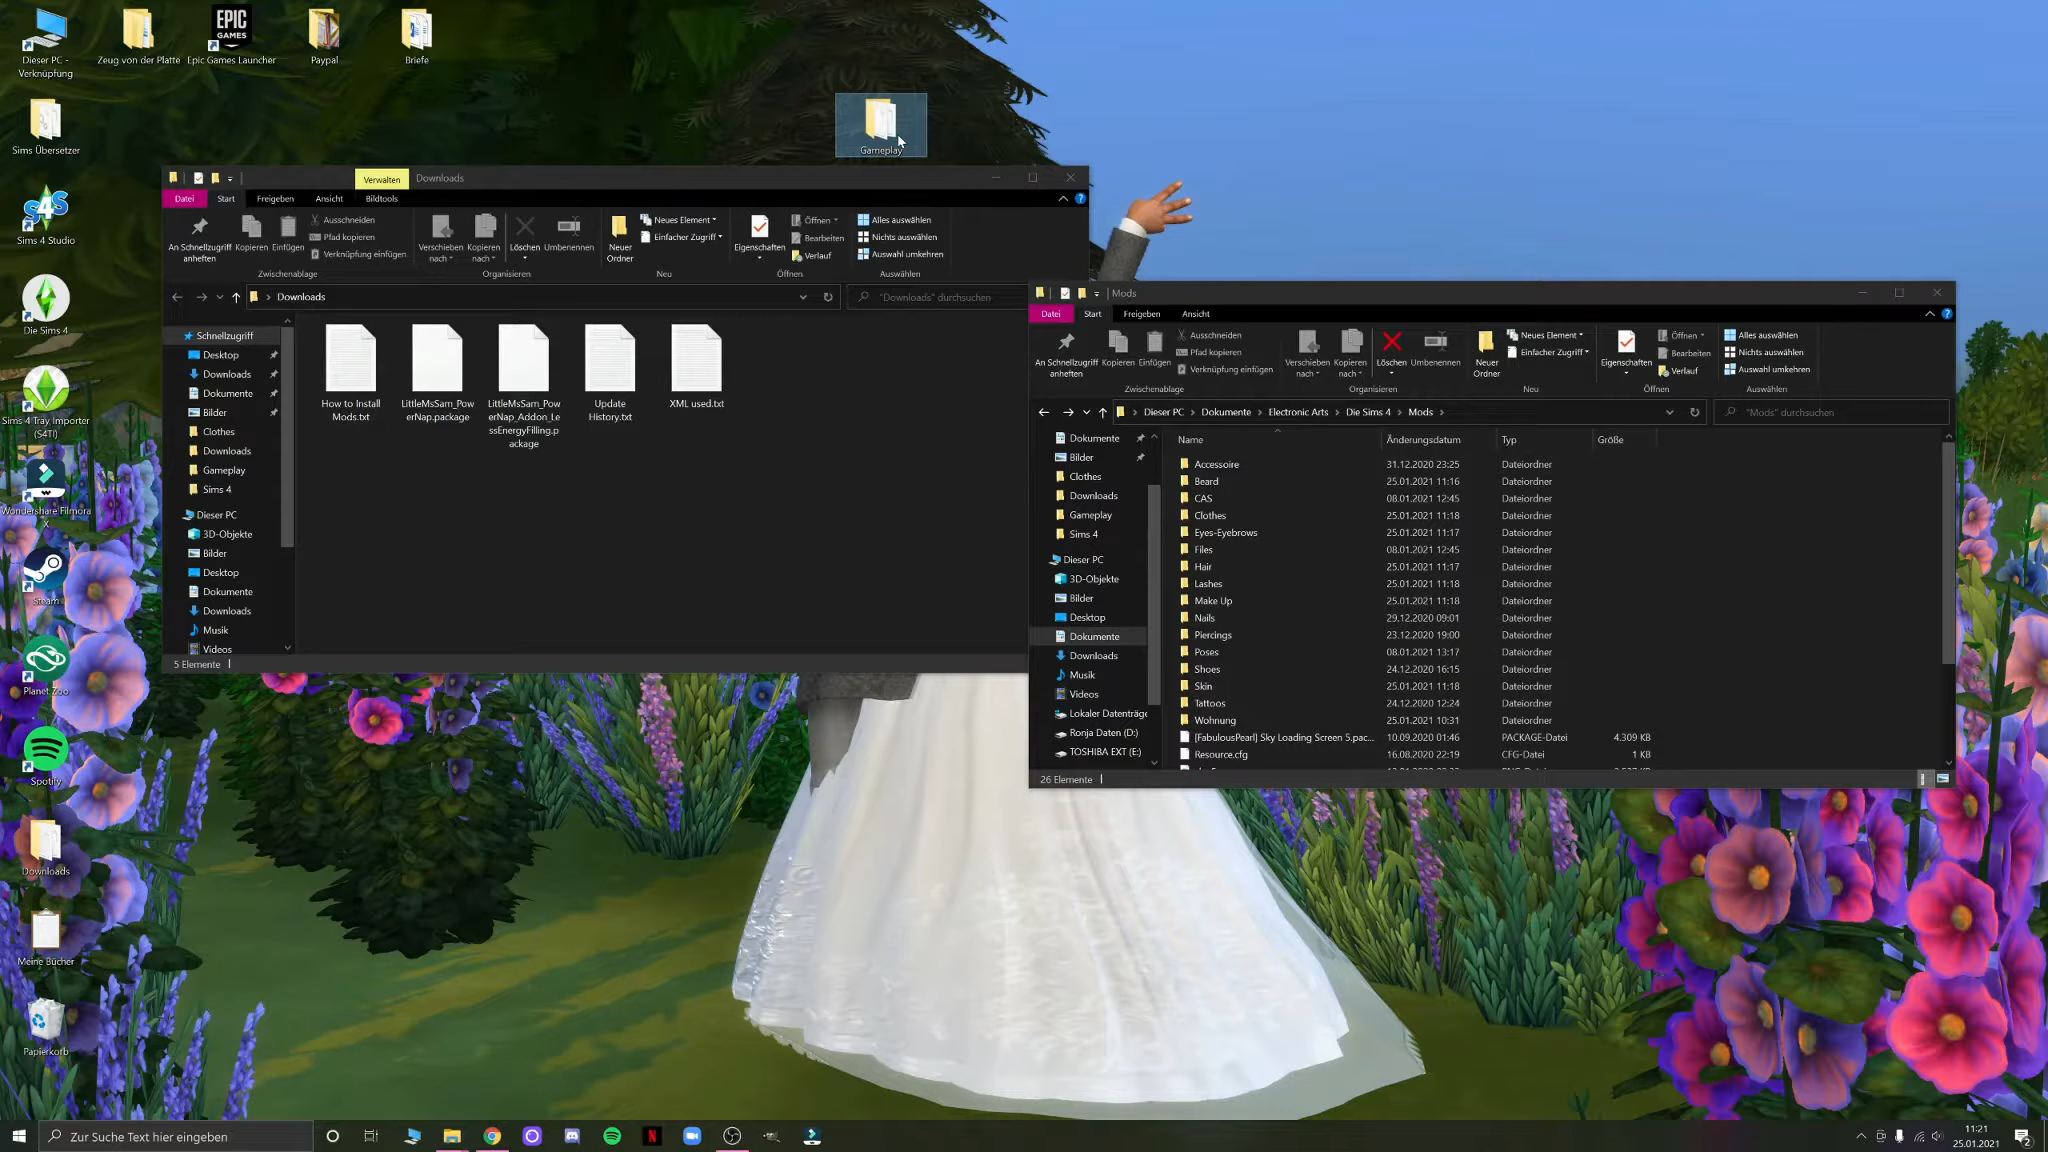 Dieser PC -
Verknüpfung
Zeug von der Platte
EPIC
GAMES
Epic Games Launcher
Paypal
Briefe
Sims Übersetzer
Gameplay
S4S
Sims 4 Studio
Die Sims 4
Sims 4 Tray Importer
(S4TI)
Wondershare Filmora
X
Steam
Planet Zoo
Spotify
Downloads
Meine Bücher
Papierkorb
Verwalten
Downloads
Datei
Start
Freigeben
Ansicht
Bildtools
An Schnellzugriff
anheften
Kopieren
Einfügen
Ausschneiden
Pfad kopieren
Verknüpfung einfügen
Zwischenablage
Verschieben
nach
Kopieren
nach
Löschen
Umbenennen
Organisieren
Neuer
Ordner
Neues Element
Einfacher Zugriff
Neu
Eigenschaften
Öffnen
Bearbeiten
Verlauf
Öffnen
Alles auswählen
Nichts auswählen
Auswahl umkehren
Auswählen
Downloads
"Downloads" durchsuchen
Schnellzugriff
Desktop
Downloads
Dokumente
Bilder
Clothes
Downloads
Gameplay
Sims 4
Dieser PC
3D-Objekte
Bilder
Desktop
Dokumente
Downloads
Musik
Videos
How to Install
Mods.txt
LittleMsSam_Pow
erNap.package
LittleMsSam_Pow
erNap_Addon_Le
ssEnergyFilling.p
ackage
Update
History.txt
XML used.txt
5 Elemente
Mods
Datei
Start
Freigeben
Ansicht
An Schnellzugriff
anheften
Kopieren
Einfügen
Ausschneiden
Pfad kopieren
Verknüpfung einfügen
Zwischenablage
Verschieben
nach
Kopieren
nach
Löschen
Umbenennen
Organisieren
Neuer
Ordner
Neues Element
Einfacher Zugriff
Neu
Eigenschaften
Öffnen
Bearbeiten
Verlauf
Öffnen
Alles auswählen
Nichts auswählen
Auswahl umkehren
Auswählen
Dieser PC > Dokumente > Electronic Arts > Die Sims 4 > Mods >
"Mods" durchsuchen
Dokumente
Bilder
Clothes
Downloads
Gameplay
Sims 4
Dieser PC
3D-Objekte
Bilder
Desktop
Dokumente
Downloads
Musik
Videos
Lokaler Datenträge
Ronja Daten (D:)
TOSHIBA EXT (E:)
Name Änderungsdatum Typ Größe
Accessoire 31.12.2020 23:25 Dateiordner
Beard 25.01.2021 11:16 Dateiordner
CAS 08.01.2021 12:45 Dateiordner
Clothes 25.01.2021 11:18 Dateiordner
Eyes-Eyebrows 25.01.2021 11:17 Dateiordner
Files 08.01.2021 12:45 Dateiordner
Hair 25.01.2021 11:17 Dateiordner
Lashes 25.01.2021 11:18 Dateiordner
Make Up 25.01.2021 11:18 Dateiordner
Nails 29.12.2020 09:01 Dateiordner
Piercings 23.12.2020 19:00 Dateiordner
Poses 08.01.2021 13:17 Dateiordner
Shoes 24.12.2020 16:15 Dateiordner
Skin 25.01.2021 11:18 Dateiordner
Tattoos 24.12.2020 12:24 Dateiordner
Wohnung 25.01.2021 10:31 Dateiordner
[FabulousPearl] Sky Loading Screen 5.pac... 10.09.2020 01:46 PACKAGE-Datei 4.309 KB
Resource.cfg 16.08.2020 22:19 CFG-Datei 1 KB
26 Elemente
Zur Suche Text hier eingeben
11:21
25.01.2021
2